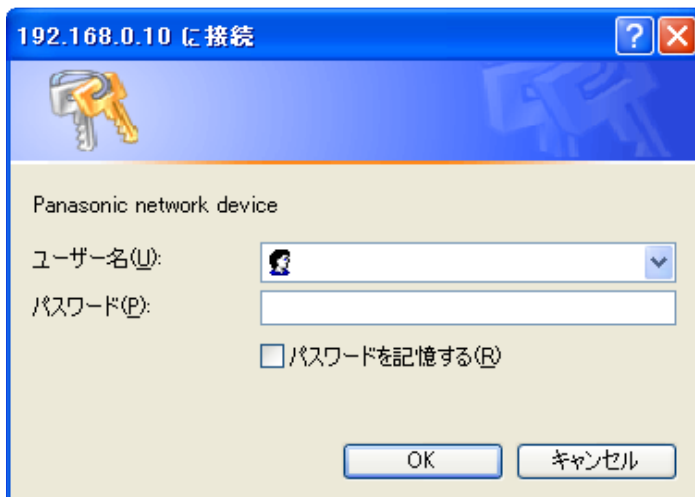 192.168.0.10 に接続
Panasonic network device
ユーザー名(U):
パスワード(P):
パスワードを記憶する(R)
OK
キャンセル